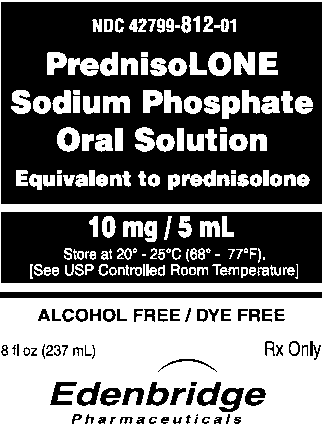 NDC 42799-812-01
PrednisoLONE
Sodium Phosphate
Oral Solution
Equivalent to prednisolone
10 mg / 5 mL
Store at 20° - 25°C (68° - 77°F).
[See USP Controlled Room Temperature]
ALCOHOL FREE / DYE FREE
8 fl oz (237 mL) Rx Only
Edenbridge
Pharmaceuticals